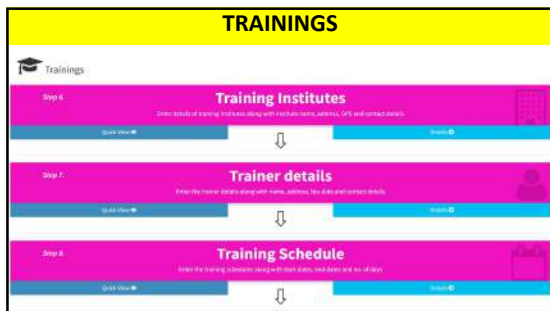 TRAININGS
Trainings
Step 6.
Training Institutes
Enter details of training institutes along with institute name, address, GPS and contact details
Quick View
Details
Step 7.
Trainer details
Enter the trainer details along with name, address, bio data and contact details
Quick View
Details
Step 8.
Training Schedule
Enter the training schedules along with start dates, end dates and no. of days
Quick View
Details